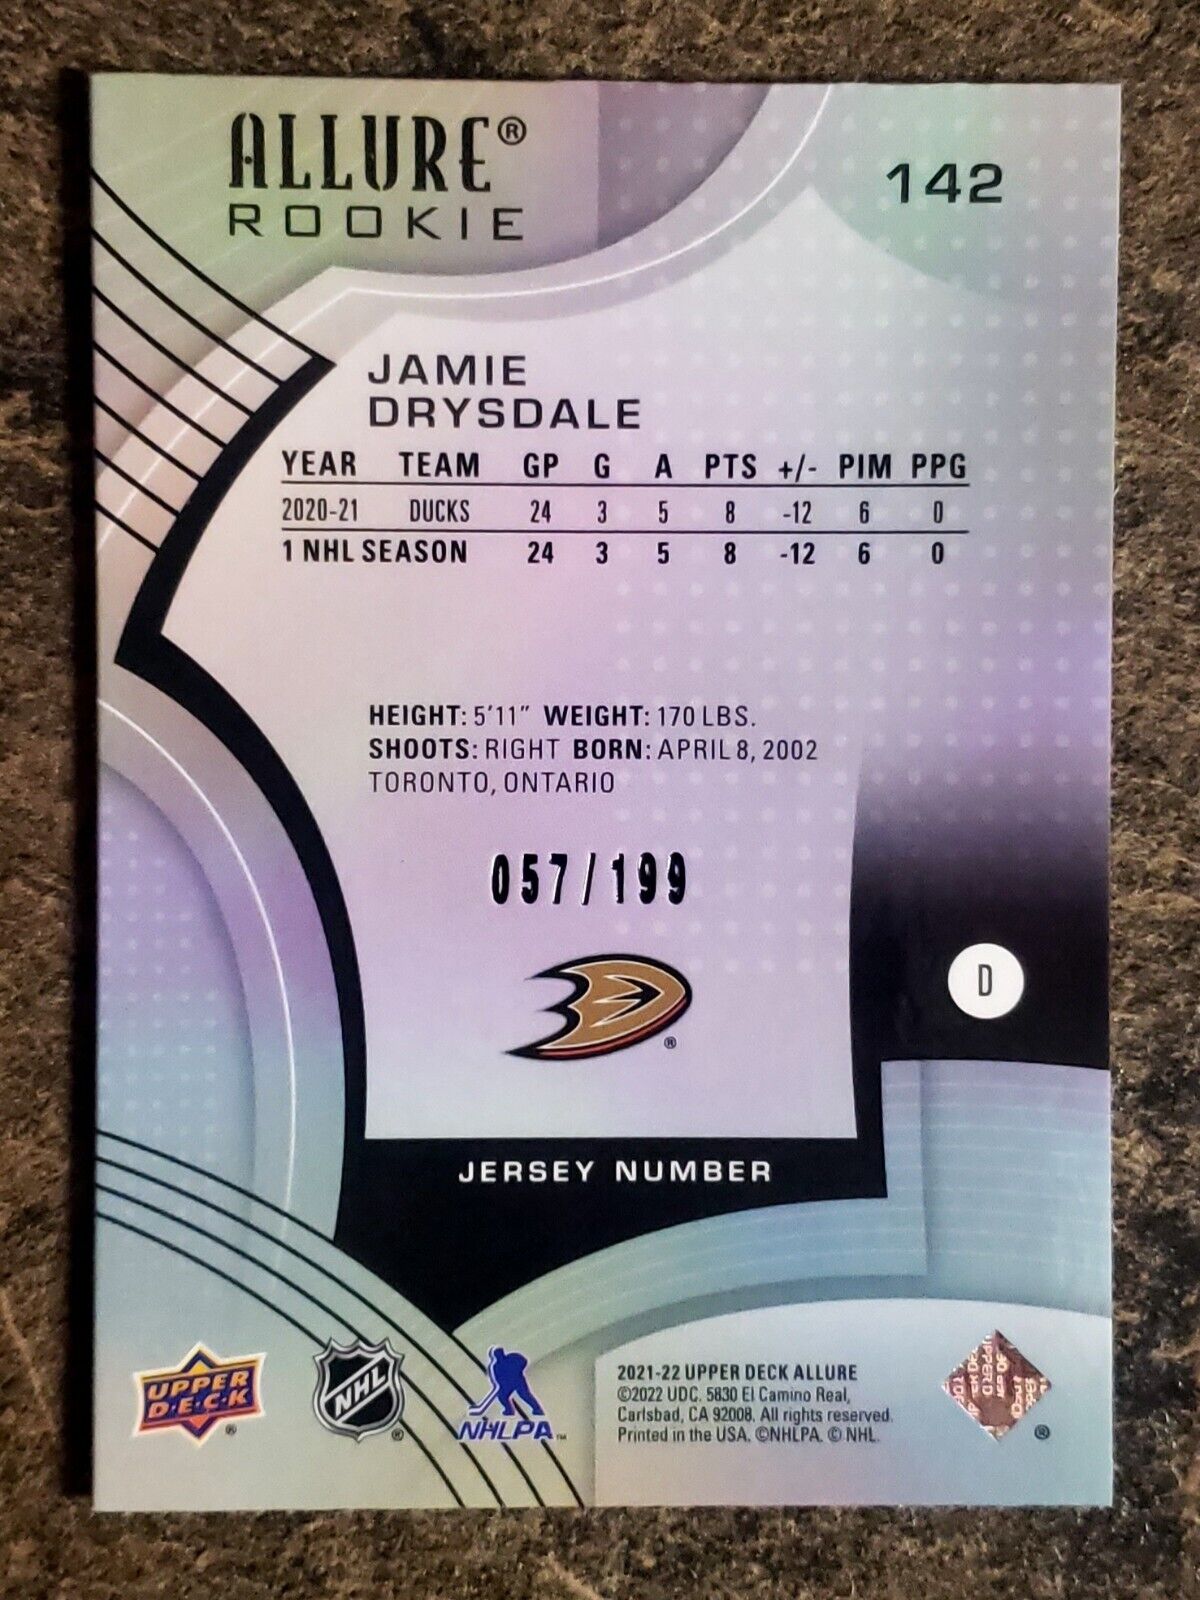 ALLURE®
ROOKIE
142
JAMIE
DRYSDALE
YEAR TEAM GP G A PTS +/- PIM PPG
2020-21 DUCKS 24 3 5 8 -12 6 0
1 NHL SEASON 24 3 5 8 -12 6 0
HEIGHT: 5'11" WEIGHT: 170 LBS.
SHOOTS: RIGHT BORN: APRIL 8, 2002
TORONTO, ONTARIO
057/199
®
D
JERSEY NUMBER
UPPER
D·E·C·K
®
NHL
®
NHLPA™
2021-22 UPPER DECK ALLURE
©2022 UDC. 5830 El Camino Real,
Carlsbad, CA 92008. All rights reserved.
Printed in the USA. ©NHLPA. © NHL.
®